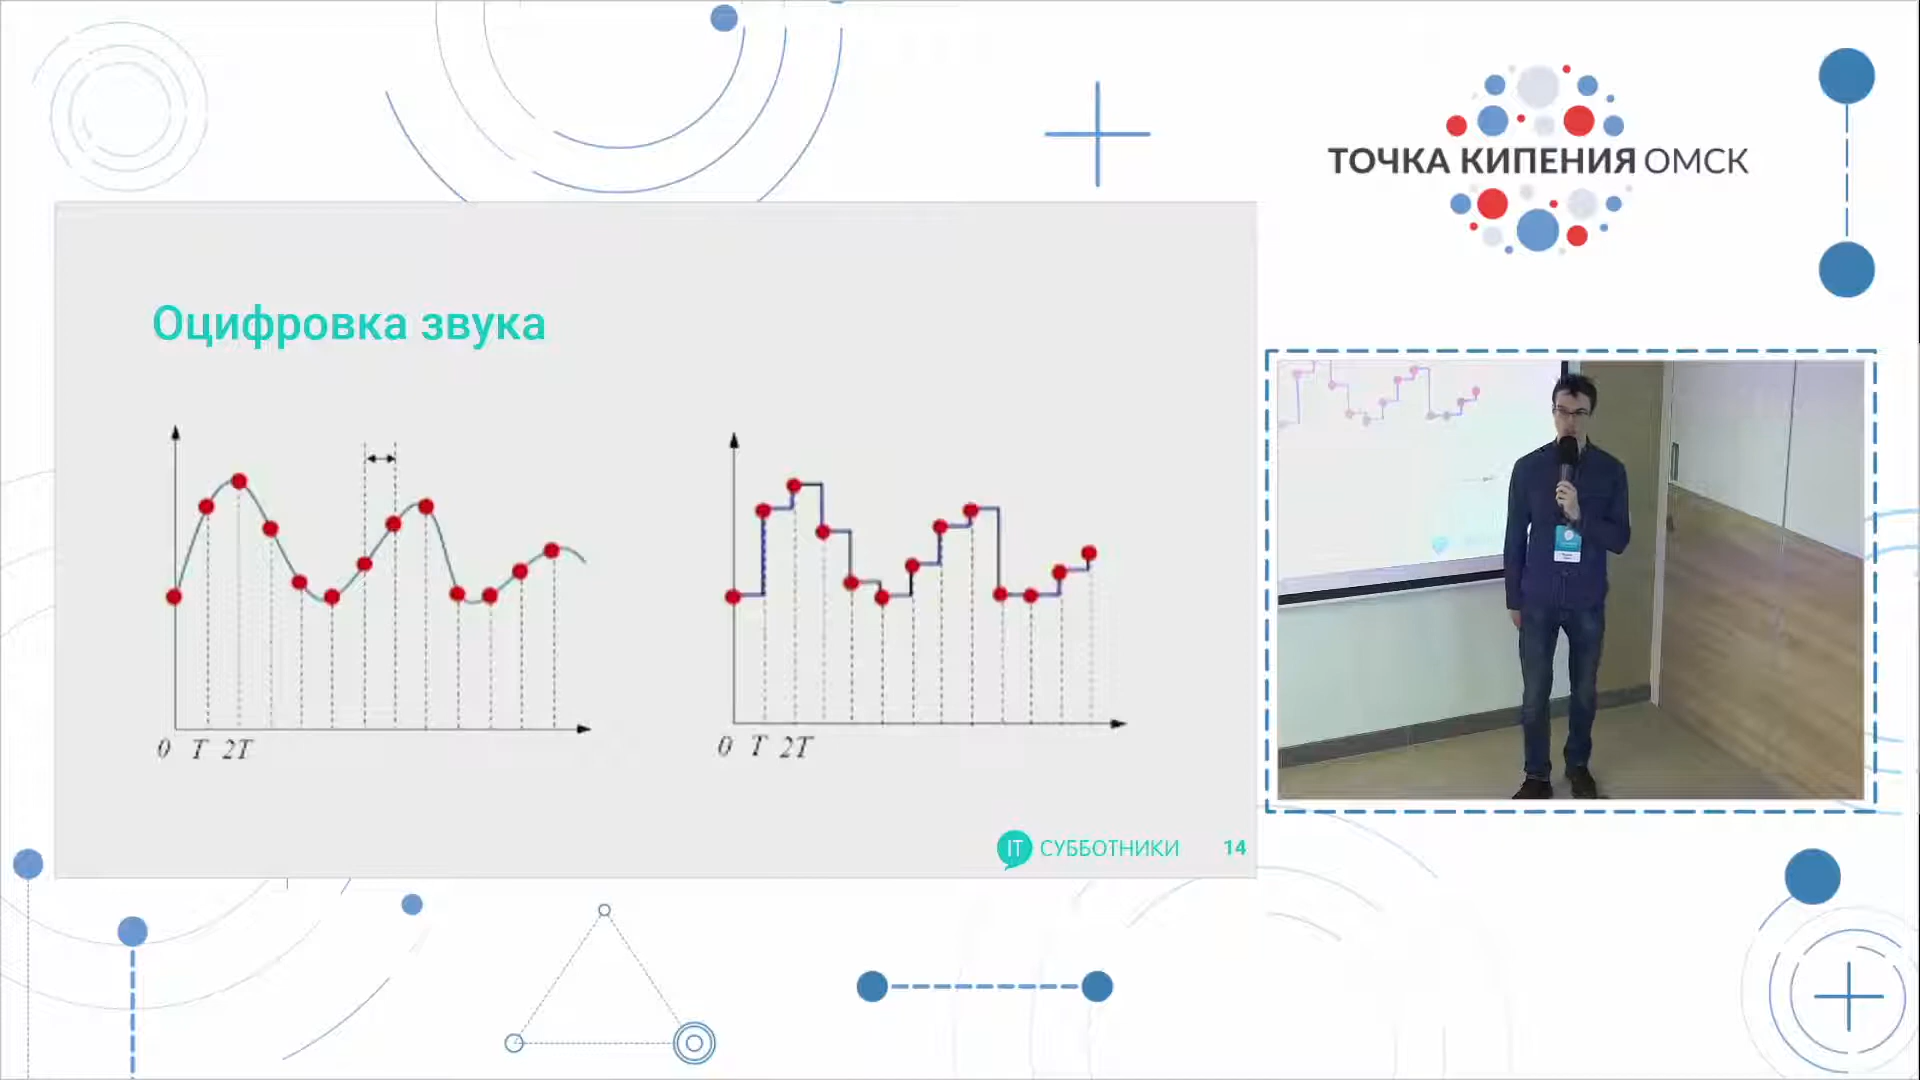 ТОЧКА КИПЕНИЯ ОМСК
Оцифровка звука
0 T 2T
0 T 2T
IT СУББОТНИКИ 14